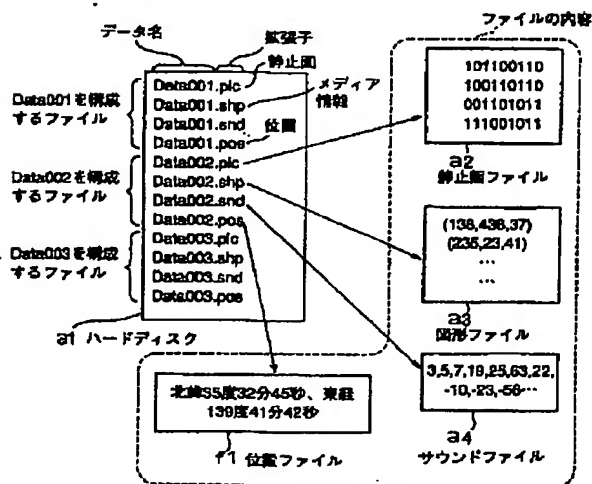 ファイルの内容
データ名
拡張子
静止画
Data001を構成
するファイル
Data002を構成
するファイル
Data003を構成
するファイル
Data001.pic
Data001.shp
Data001.snd
Data001.pos
Data002.pic
Data002.shp
Data002.snd
Data002.pos
Data003.pic
Data003.shp
Data003.snd
Data003.pos
メディア
情報
位置
a1 ハードディスク
101100110
100110110
001101011
111001011
a2
静止画ファイル
(138,436,37)
(235,23,41)
…
…
a3
図形ファイル
3,5,7,19,25,63,22,
-10,-23,-56…
a4
サウンドファイル
北緯35度32分45秒、東経
139度41分42秒
f1 位置ファイル